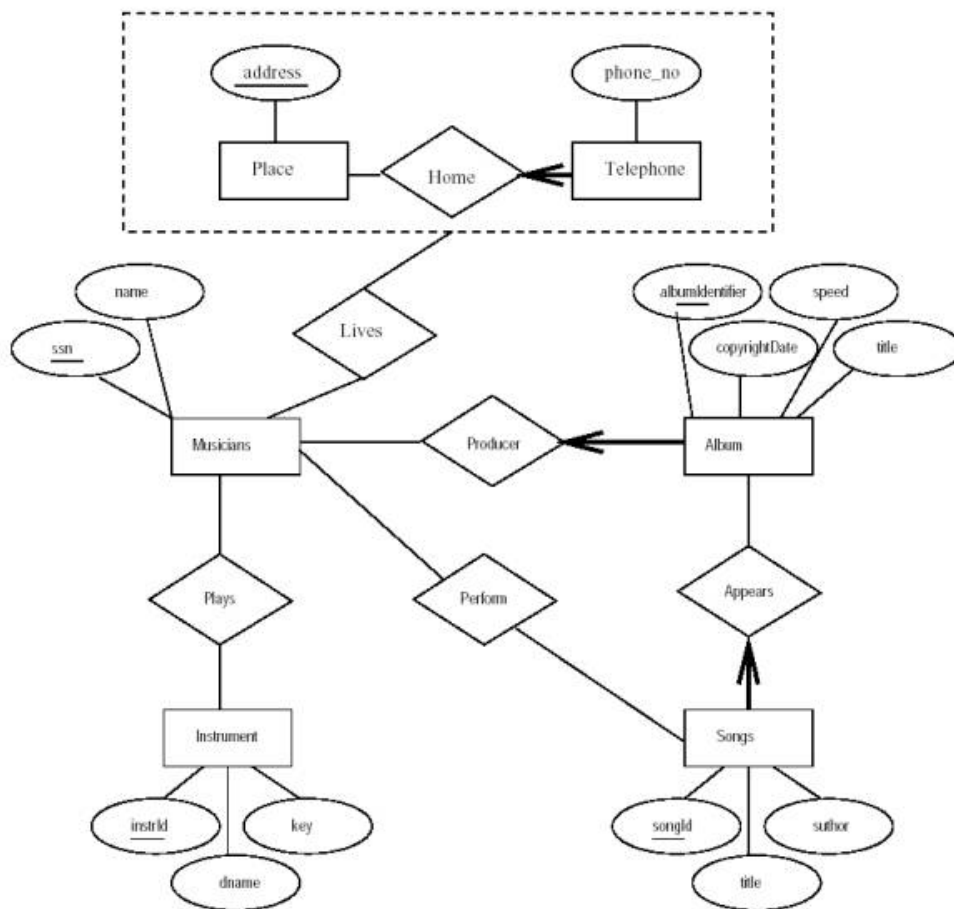 address
phone_no
Place
Home
Telephone
name
albumIdentifier
speed
ssn
Lives
copyrightDate
title
Musicians
Producer
Album
Plays
Perform
Appears
Instrument
Songs
instrId
key
songId
suthor
dname
title